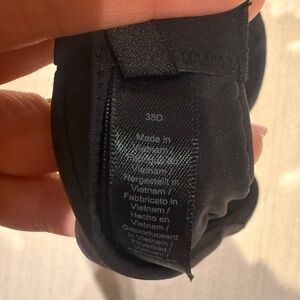 38D
Made in
Vietnam /
Fabriqué au
Vietnam /
Hergestellt in
Vietnam /
Fabbricato in
Vietnam /
Hecho en
Vietnam /
Geproduceerd
in Vietnam /
Tillverkad